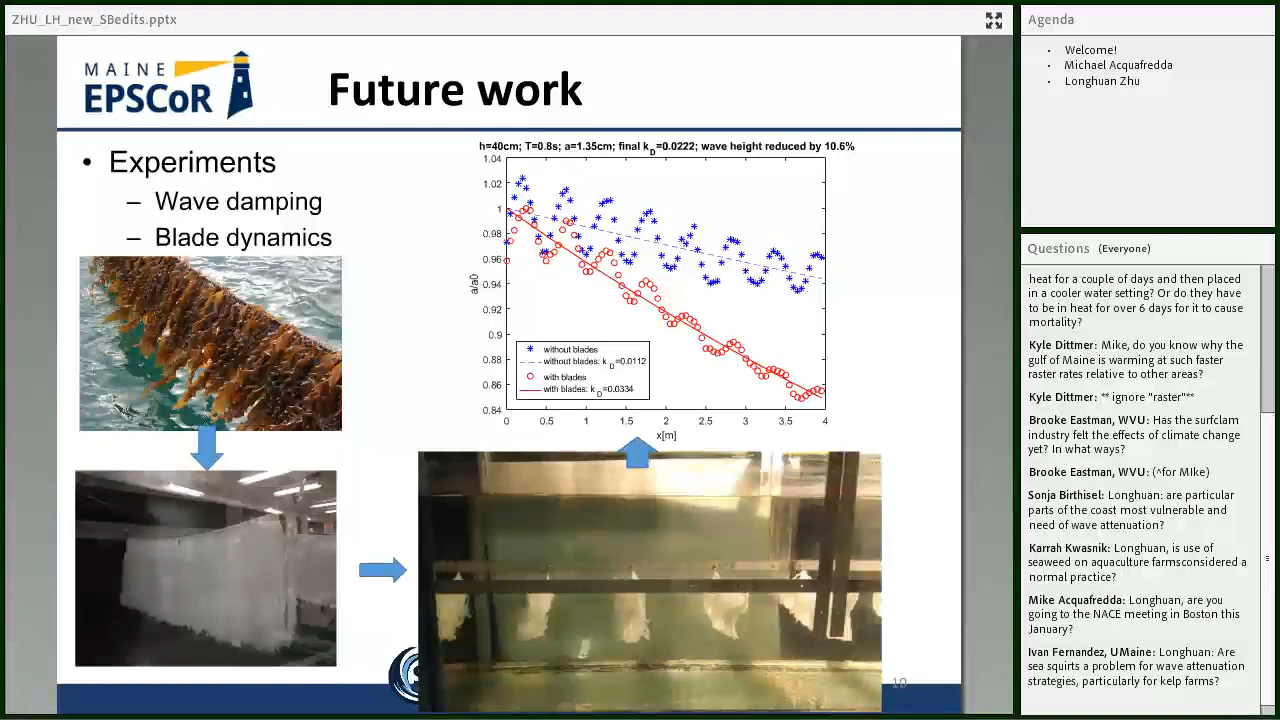 ZHU_LH_new_SBedits.pptx
MAINE
EPSCoR
Future work
• Experiments
– Wave damping
– Blade dynamics
h=40cm; T=0.8s; a=1.35cm; final k_D=0.0222; wave height reduced by 10.6%
1.04
1.02
1
0.98
0.96
0.94
0.92
0.9
0.88
0.86
0.84
a/a0
without blades
without blades: k_D=0.0112
with blades
with blades: k_D=0.0334
0 0.5 1 1.5 2 2.5 3 3.5 4
x[m]
10
Agenda
• Welcome!
• Michael Acquafredda
• Longhuan Zhu
Questions (Everyone)
heat for a couple of days and then placed
in a cooler water setting? Or do they have
to be in heat for over 6 days for it to cause
mortality?
Kyle Dittmer: Mike, do you know why the
gulf of Maine is warming at such faster
raster rates relative to other areas?
Kyle Dittmer: ** ignore "raster"**
Brooke Eastman, WVU: Has the surfclam
industry felt the effects of climate change
yet? In what ways?
Brooke Eastman, WVU: (^for MIke)
Sonja Birthisel: Longhuan: are particular
parts of the coast most vulnerable and
need of wave attenuation?
Karrah Kwasnik: Longhuan, is use of
seaweed on aquaculture farmsconsidered a
normal practice?
Mike Acquafredda: Longhuan, are you
going to the NACE meeting in Boston this
January?
Ivan Fernandez, UMaine: Longhuan: Are
sea squirts a problem for wave attenuation
strategies, particularly for kelp farms?